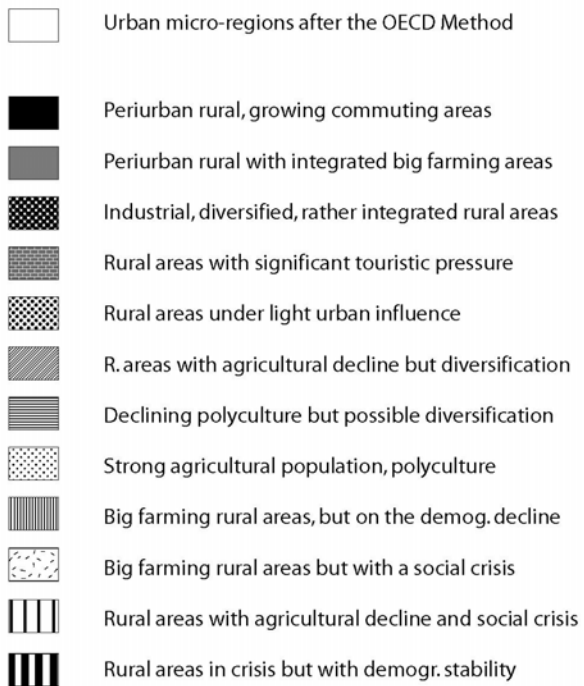 Urban micro-regions after the OECD Method
Periurban rural, growing commuting areas
Periurban rural with integrated big farming areas
Industrial, diversified, rather integrated rural areas
Rural areas with significant touristic pressure
Rural areas under light urban influence
R. areas with agricultural decline but diversification
Declining polyculture but possible diversification
Strong agricultural population, polyculture
Big farming rural areas, but on the demog. decline
Big farming rural areas but with a social crisis
Rural areas with agricultural decline and social crisis
Rural areas in crisis but with demogr. stability